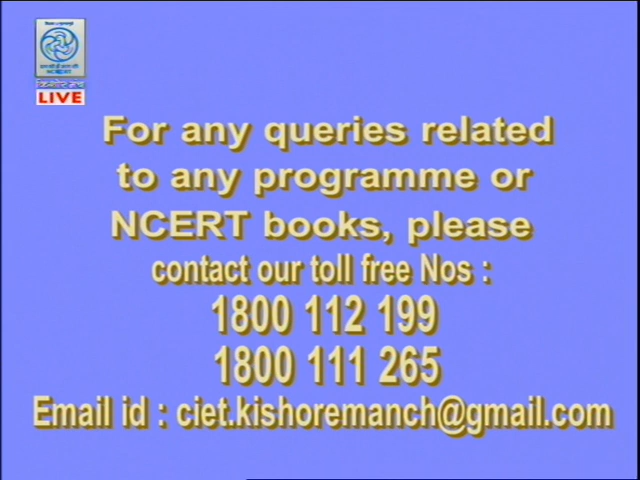 LIVE
For any queries related
to any programme or
NCERT books, please
contact our toll free Nos :
1800 112 199
1800 111 265
Email id : ciet.kishoremanch@gmail.com